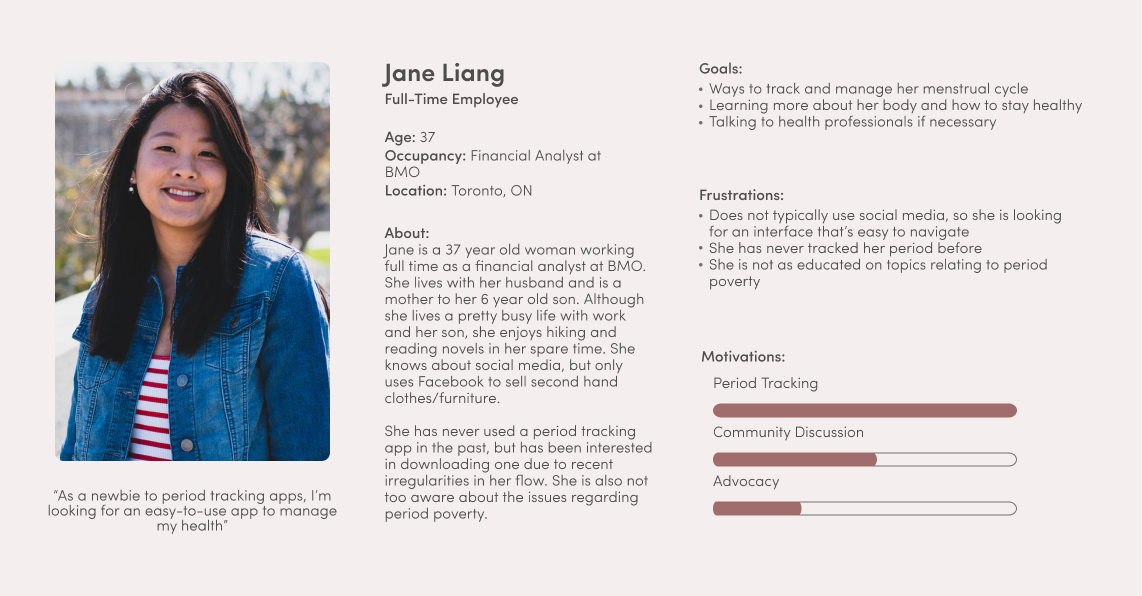 Jane Liang
Full-Time Employee
Age: 37
Occupancy: Financial Analyst at
BMO
Location: Toronto, ON
About:
Jane is a 37 year old woman working
full time as a financial analyst at BMO.
She lives with her husband and is a
mother to her 6 year old son. Although
she lives a pretty busy life with work
and her son, she enjoys hiking and
reading novels in her spare time. She
knows about social media, but only
uses Facebook to sell second hand
clothes/furniture.
She has never used a period tracking
app in the past, but has been interested
in downloading one due to recent
irregularities in her flow. She is also not
too aware about the issues regarding
period poverty.
“As a newbie to period tracking apps, I’m
looking for an easy-to-use app to manage
my health”
Goals:
• Ways to track and manage her menstrual cycle
• Learning more about her body and how to stay healthy
• Talking to health professionals if necessary
Frustrations:
• Does not typically use social media, so she is looking
for an interface that’s easy to navigate
• She has never tracked her period before
• She is not as educated on topics relating to period
poverty
Motivations:
Period Tracking
Community Discussion
Advocacy